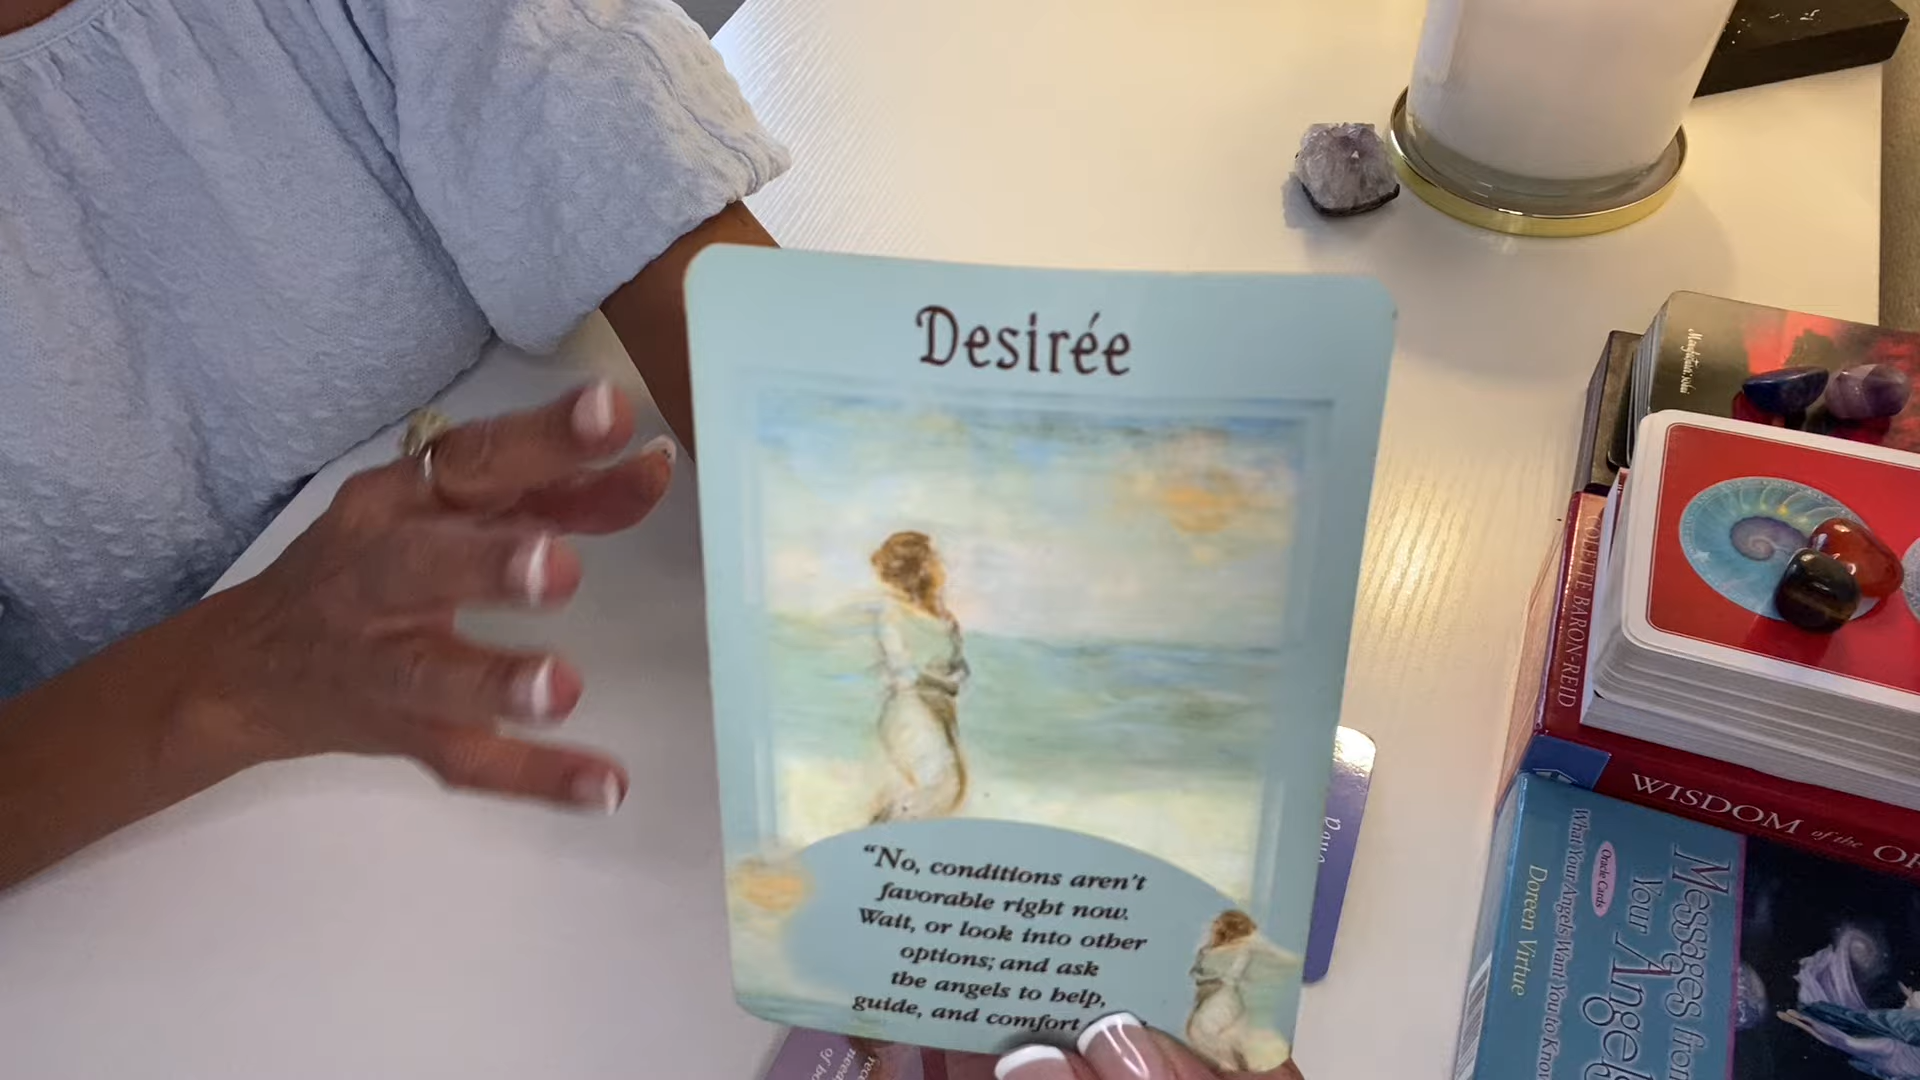 Desirée
"No, conditions aren't
favorable right now.
Wait, or look into other
options; and ask
the angels to help,
guide, and comfort
COLETTE BARON-REID
WISDOM of the
Messages from
Your Angels
Oracle Cards
What Your Angels Want You to Know
Doreen Virtue